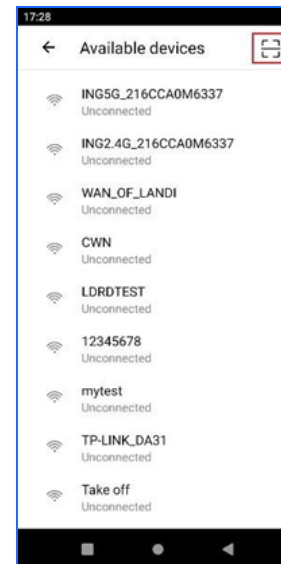 17:28
Available devices
ING5G_216CCA0M6337
Unconnected
ING2.4G_216CCA0M6337
Unconnected
WAN_OF_LANDI
Unconnected
CWN
Unconnected
LDRDTEST
Unconnected
12345678
Unconnected
mytest
Unconnected
TP-LINK_DA31
Unconnected
Take off
Unconnected